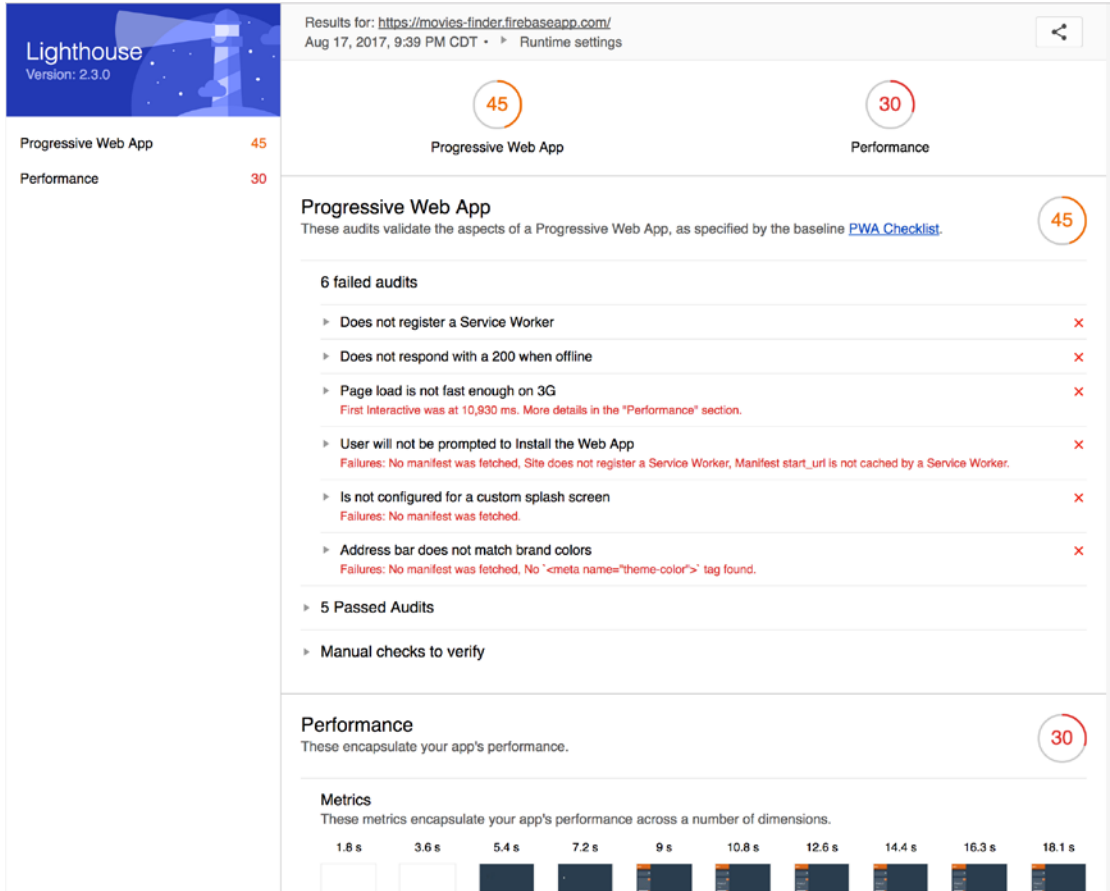 Lighthouse
Version: 2.3.0
Progressive Web App 45
Performance 30
Results for: https://movies-finder.firebaseapp.com/
Aug 17, 2017, 9:39 PM CDT • Runtime settings
45
Progressive Web App
30
Performance
Progressive Web App
These audits validate the aspects of a Progressive Web App, as specified by the baseline PWA Checklist.
45
6 failed audits
Does not register a Service Worker
Does not respond with a 200 when offline
Page load is not fast enough on 3G
First Interactive was at 10,930 ms. More details in the "Performance" section.
User will not be prompted to Install the Web App
Failures: No manifest was fetched, Site does not register a Service Worker, Manifest start_url is not cached by a Service Worker.
Is not configured for a custom splash screen
Failures: No manifest was fetched.
Address bar does not match brand colors
Failures: No manifest was fetched, No `<meta name="theme-color">` tag found.
5 Passed Audits
Manual checks to verify
Performance
These encapsulate your app's performance.
30
Metrics
These metrics encapsulate your app's performance across a number of dimensions.
1.8 s 3.6 s 5.4 s 7.2 s 9 s 10.8 s 12.6 s 14.4 s 16.3 s 18.1 s